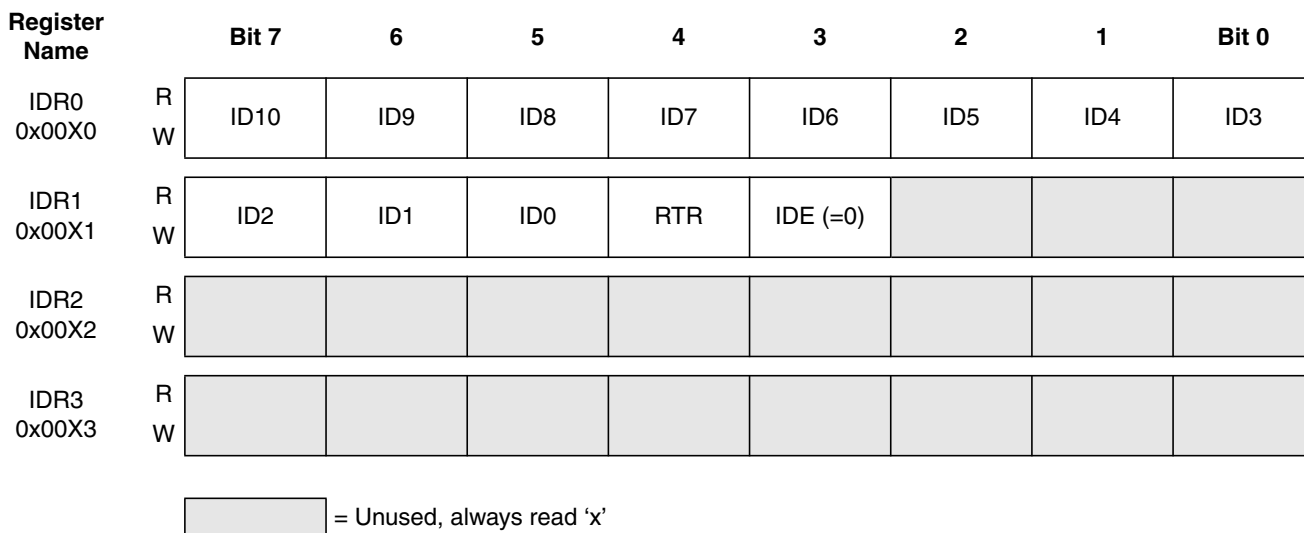 Register Name Bit 7 6 5 4 3 2 1 Bit 0
IDR0 R ID10 ID9 ID8 ID7 ID6 ID5 ID4 ID3
0x00X0 W
IDR1 R ID2 ID1 ID0 RTR IDE (=0)
0x00X1 W
IDR2 R
0x00X2 W
IDR3 R
0x00X3 W
= Unused, always read ‘x’